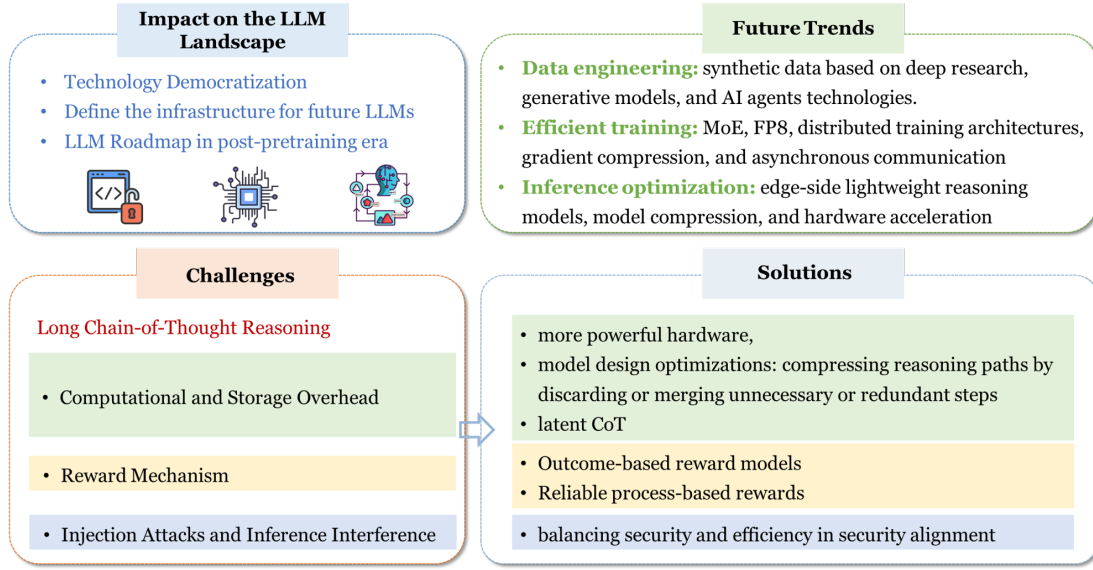 Impact on the LLM
Landscape
• Technology Democratization
• Define the infrastructure for future LLMs
• LLM Roadmap in post-pretraining era
</>
Future Trends
• Data engineering: synthetic data based on deep research,
generative models, and AI agents technologies.
• Efficient training: MoE, FP8, distributed training architectures,
gradient compression, and asynchronous communication
• Inference optimization: edge-side lightweight reasoning
models, model compression, and hardware acceleration
Challenges
Long Chain-of-Thought Reasoning
• Computational and Storage Overhead
• Reward Mechanism
• Injection Attacks and Inference Interference
Solutions
• more powerful hardware,
• model design optimizations: compressing reasoning paths by
discarding or merging unnecessary or redundant steps
• latent CoT
• Outcome-based reward models
• Reliable process-based rewards
• balancing security and efficiency in security alignment